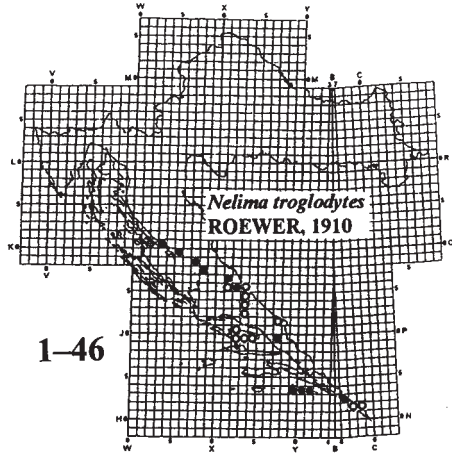 W X Y
V S S M S M B C S
S S
L R
S S
Nelima troglodytes
ROEWER, 1910
K Q
V S
J P
1–46
S S
H N
W S X S Y S B C